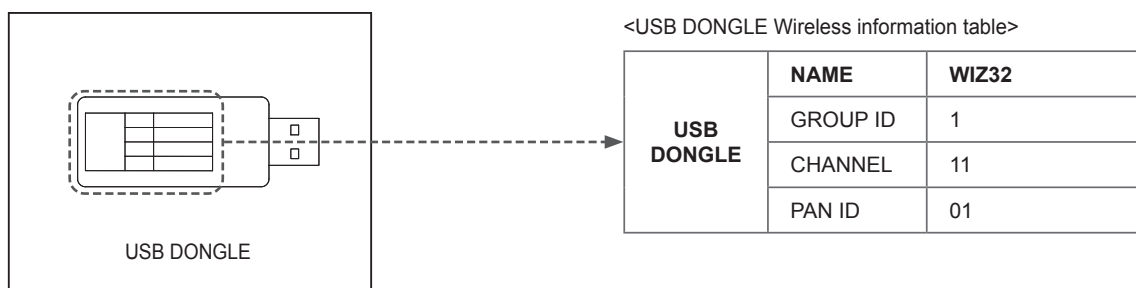 <USB DONGLE Wireless information table>
USB DONGLE
NAME WIZ32
GROUP ID 1
CHANNEL 11
PAN ID 01
USB DONGLE